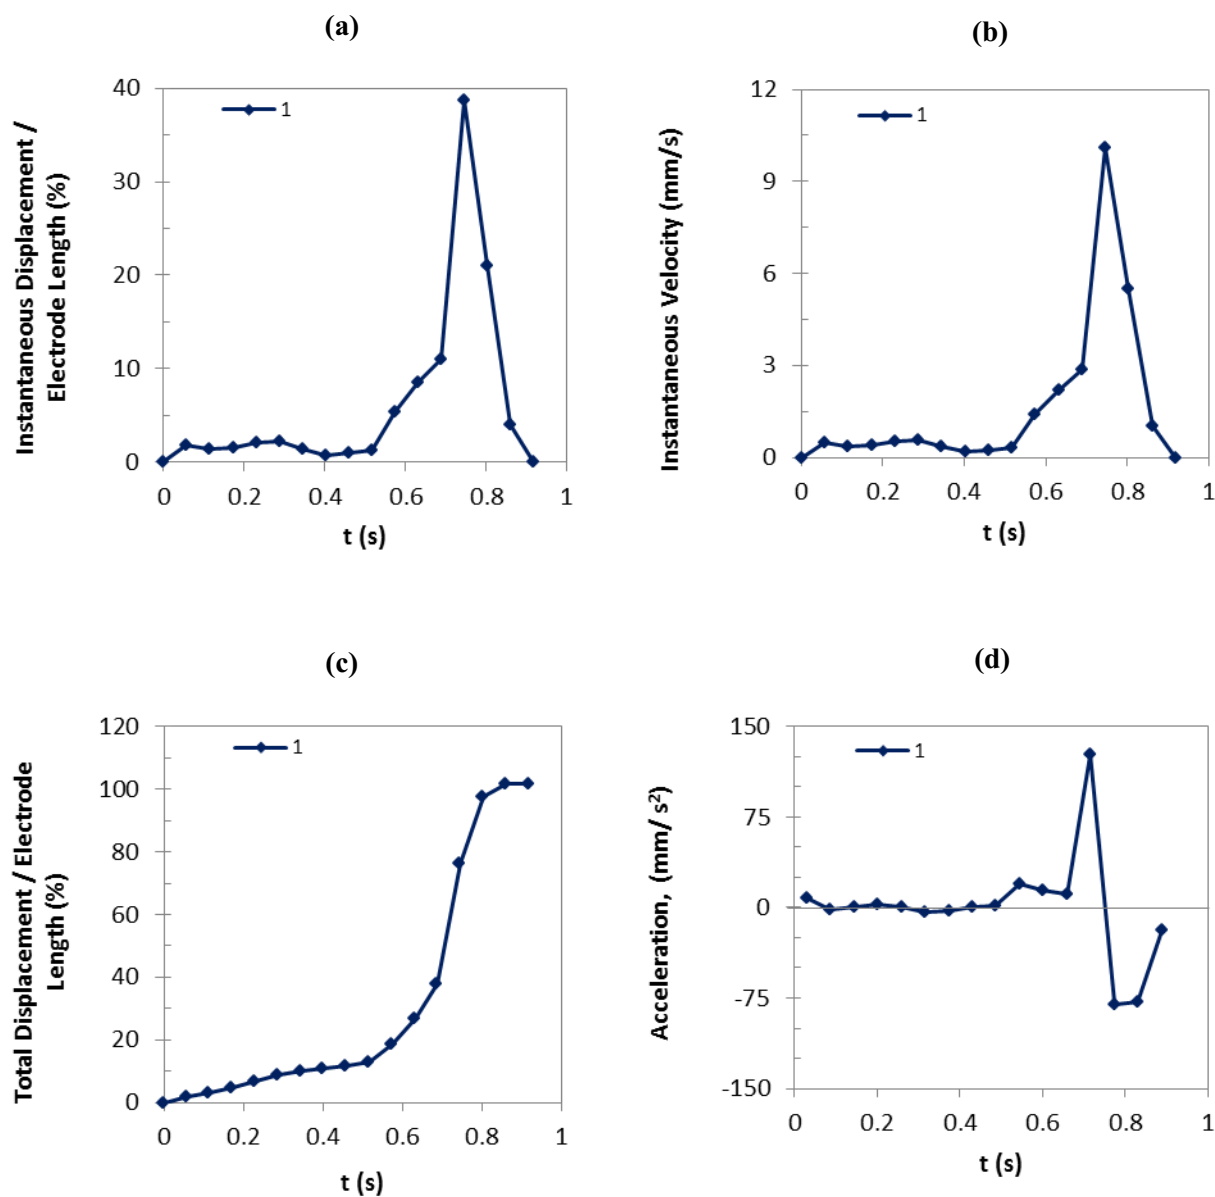 (a)
Instantaneous Displacement /
Electrode Length (%)
40
30
20
10
0
1
0 0.2 0.4 0.6 0.8 1
t (s)
(b)
Instantaneous Velocity (mm/s)
12
9
6
3
0
1
0 0.2 0.4 0.6 0.8 1
t (s)
(c)
Total Displacement / Electrode
Length (%)
120
100
80
60
40
20
0
1
0 0.2 0.4 0.6 0.8 1
t (s)
(d)
Acceleration, (mm/ s²)
150
75
0
-75
-150
1
0 0.2 0.4 0.6 0.8 1
t (s)